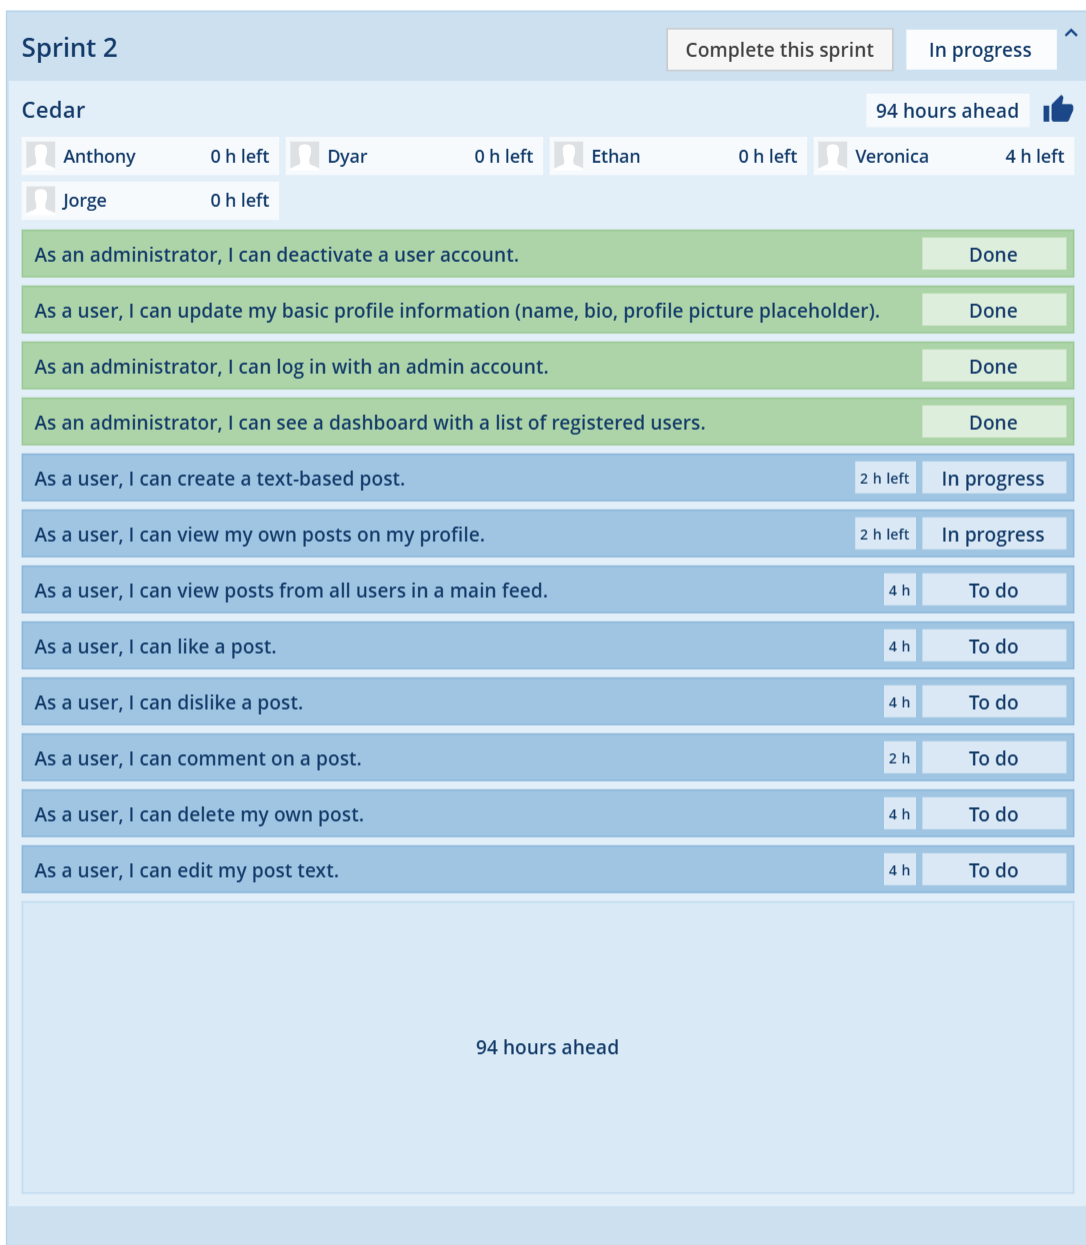 Sprint 2
Complete this sprint
In progress
Cedar
94 hours ahead
Anthony 0 h left
Dyar 0 h left
Ethan 0 h left
Veronica 4 h left
Jorge 0 h left
As an administrator, I can deactivate a user account. Done
As a user, I can update my basic profile information (name, bio, profile picture placeholder). Done
As an administrator, I can log in with an admin account. Done
As an administrator, I can see a dashboard with a list of registered users. Done
As a user, I can create a text-based post. 2 h left In progress
As a user, I can view my own posts on my profile. 2 h left In progress
As a user, I can view posts from all users in a main feed. 4 h To do
As a user, I can like a post. 4 h To do
As a user, I can dislike a post. 4 h To do
As a user, I can comment on a post. 2 h To do
As a user, I can delete my own post. 4 h To do
As a user, I can edit my post text. 4 h To do
94 hours ahead